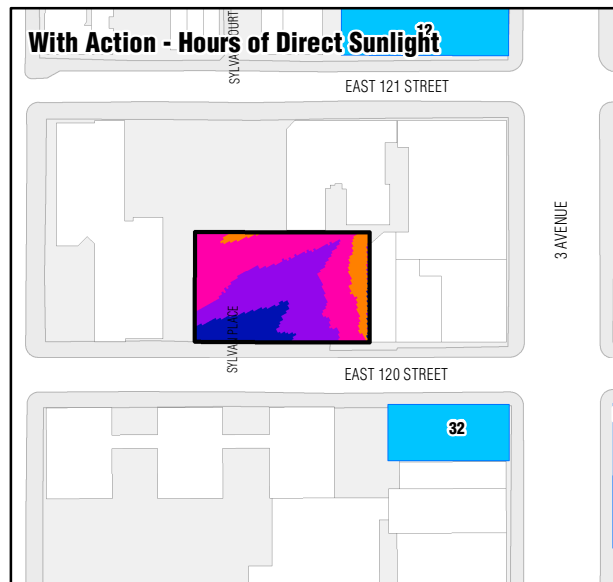 With Action - Hours of Direct Sunlight
12
SYLVAN COURT
EAST 121 STREET
3 AVENUE
SYLVAN PLACE
EAST 120 STREET
32